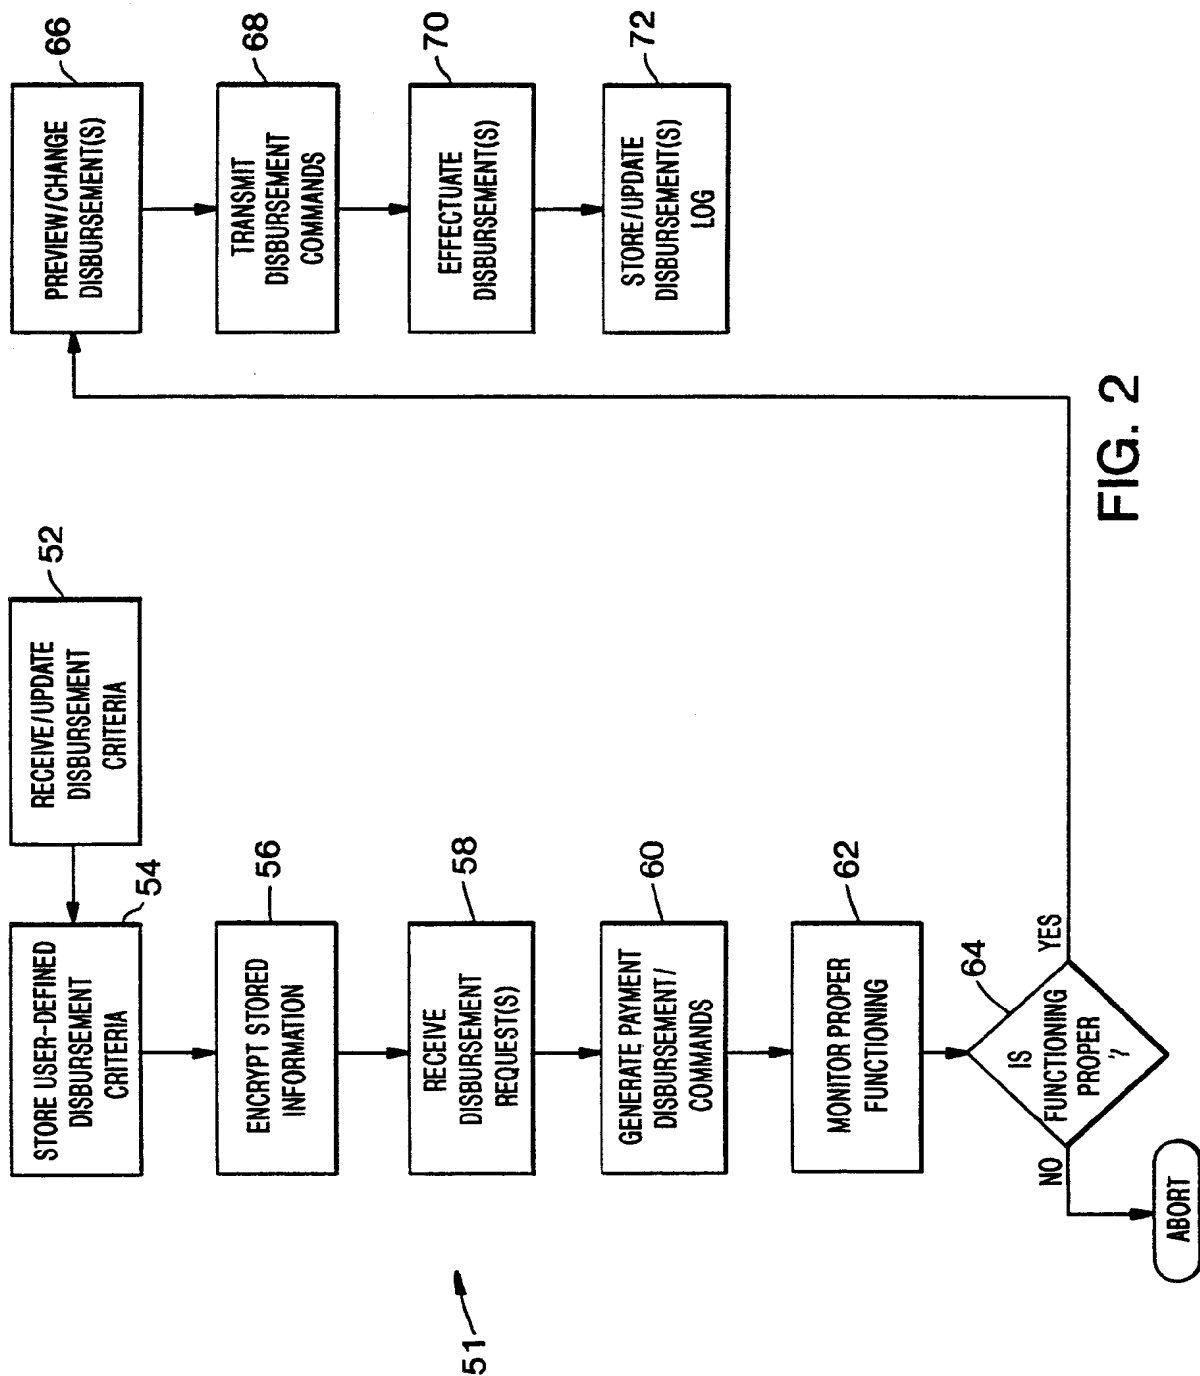 51
RECEIVE/UPDATE
DISBURSEMENT
CRITERIA
52
STORE USER-DEFINED
DISBURSEMENT
CRITERIA
54
ENCRYPT STORED
INFORMATION
56
RECEIVE
DISBURSEMENT
REQUEST(S)
58
GENERATE PAYMENT
DISBURSEMENT/
COMMANDS
60
MONITOR PROPER
FUNCTIONING
62
IS
FUNCTIONING
PROPER
?
64
NO
YES
ABORT
PREVIEW/CHANGE
DISBURSEMENT(S)
66
TRANSMIT
DISBURSEMENT
COMMANDS
68
EFFECTUATE
DISBURSEMENT(S)
70
STORE/UPDATE
DISBURSEMENT(S)
LOG
72
FIG. 2